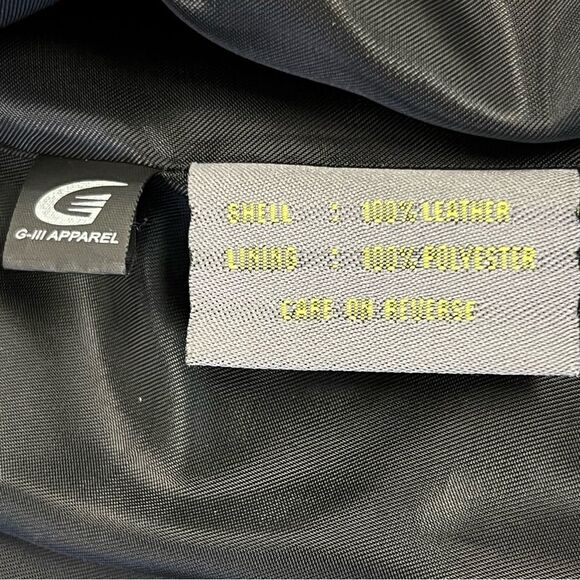 G-III APPAREL
SHELL : 100% LEATHER
LINING : 100% POLYESTER
CARE ON REVERSE